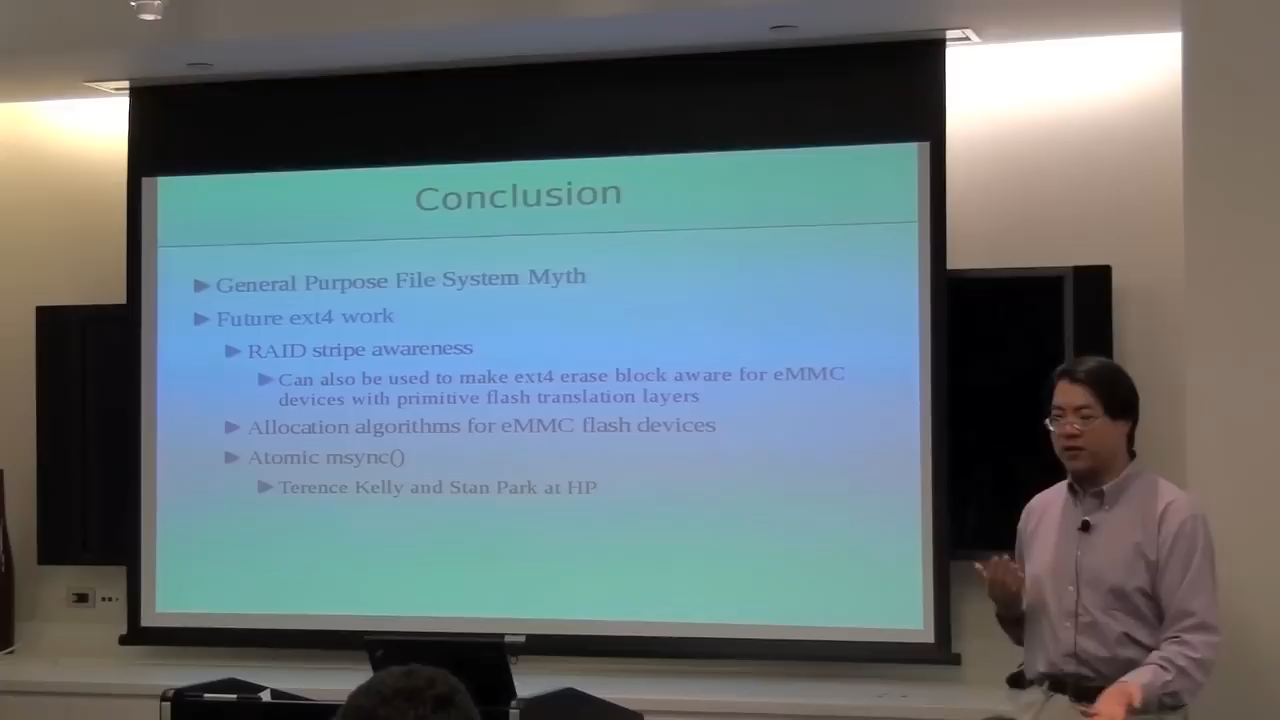 Conclusion
General Purpose File System Myth
Future ext4 work
RAID stripe awareness
Can also be used to make ext4 erase block aware for eMMC
devices with primitive flash translation layers
Allocation algorithms for eMMC flash devices
Atomic msync()
Terence Kelly and Stan Park at HP